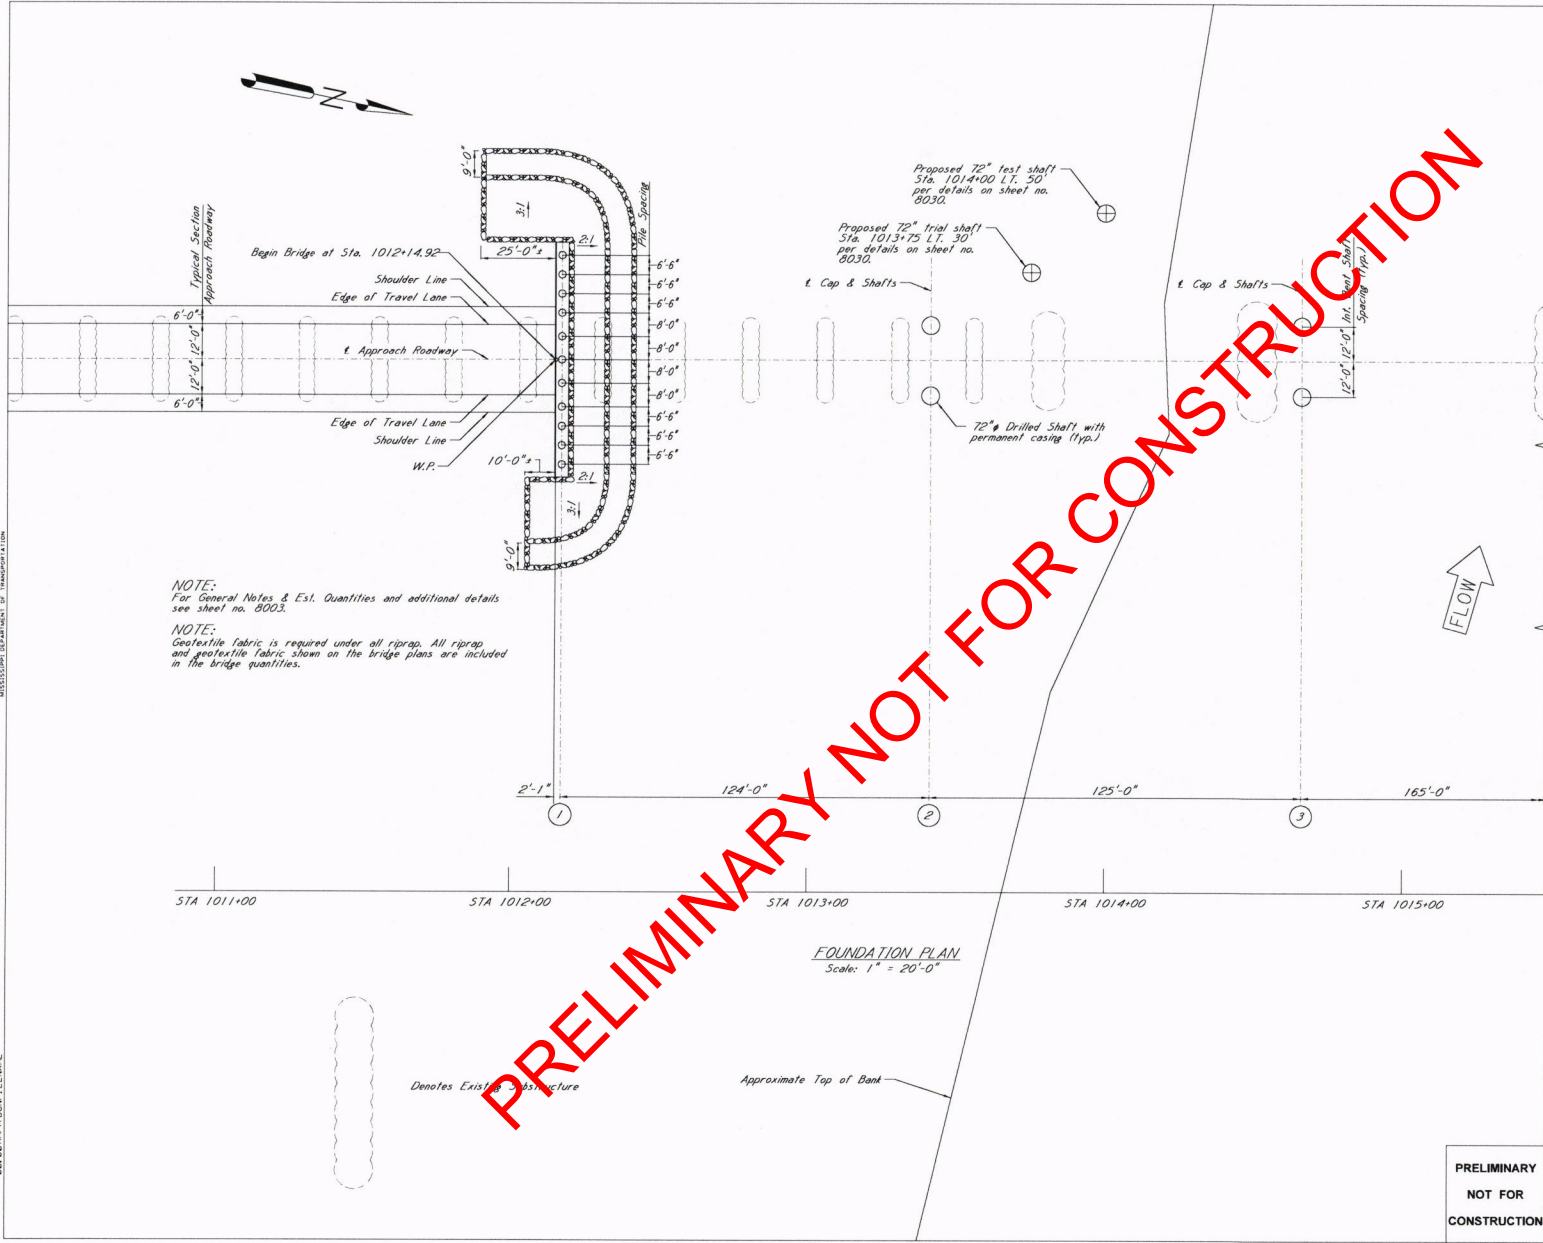 N
9'-0"
3:1
2:1
25'-0"±
Pile Spacing
Typical Section
Approach Roadway
Begin Bridge at Sta. 1012+14.92
Shoulder Line
Edge of Travel Lane
℄ Approach Roadway
6'-0"
12'-0"
12'-0"
6'-0"
Edge of Travel Lane
Shoulder Line
W.P.
10'-0"±
2:1
3:1
9'-0"
6'-6"
6'-6"
6'-6"
8'-0"
8'-0"
8'-0"
8'-0"
6'-6"
6'-6"
6'-6"
Proposed 72" test shaft
Sta. 1014+00 LT. 50'
per details on sheet no.
8030.
Proposed 72" trial shaft
Sta. 1013+75 LT. 30'
per details on sheet no.
8030.
℄ Cap & Shafts
℄ Cap & Shafts
Int. Bent Shaft
Spacing (typ.)
12'-0"
12'-0"
72"ϕ Drilled Shaft with
permanent casing (typ.)
FLOW
NOTE:
For General Notes & Est. Quantities and additional details
see sheet no. 8003.
NOTE:
Geotextile fabric is required under all riprap. All riprap
and geotextile fabric shown on the bridge plans are included
in the bridge quantities.
2'-1"
124'-0"
125'-0"
165'-0"
1
2
3
STA 1011+00
STA 1012+00
STA 1013+00
STA 1014+00
STA 1015+00
FOUNDATION PLAN
Scale: 1" = 20'-0"
Denotes Existing Substructure
Approximate Top of Bank
PRELIMINARY NOT FOR CONSTRUCTION
PRELIMINARY
NOT FOR
CONSTRUCTION
MISSISSIPPI DEPARTMENT OF TRANSPORTATION